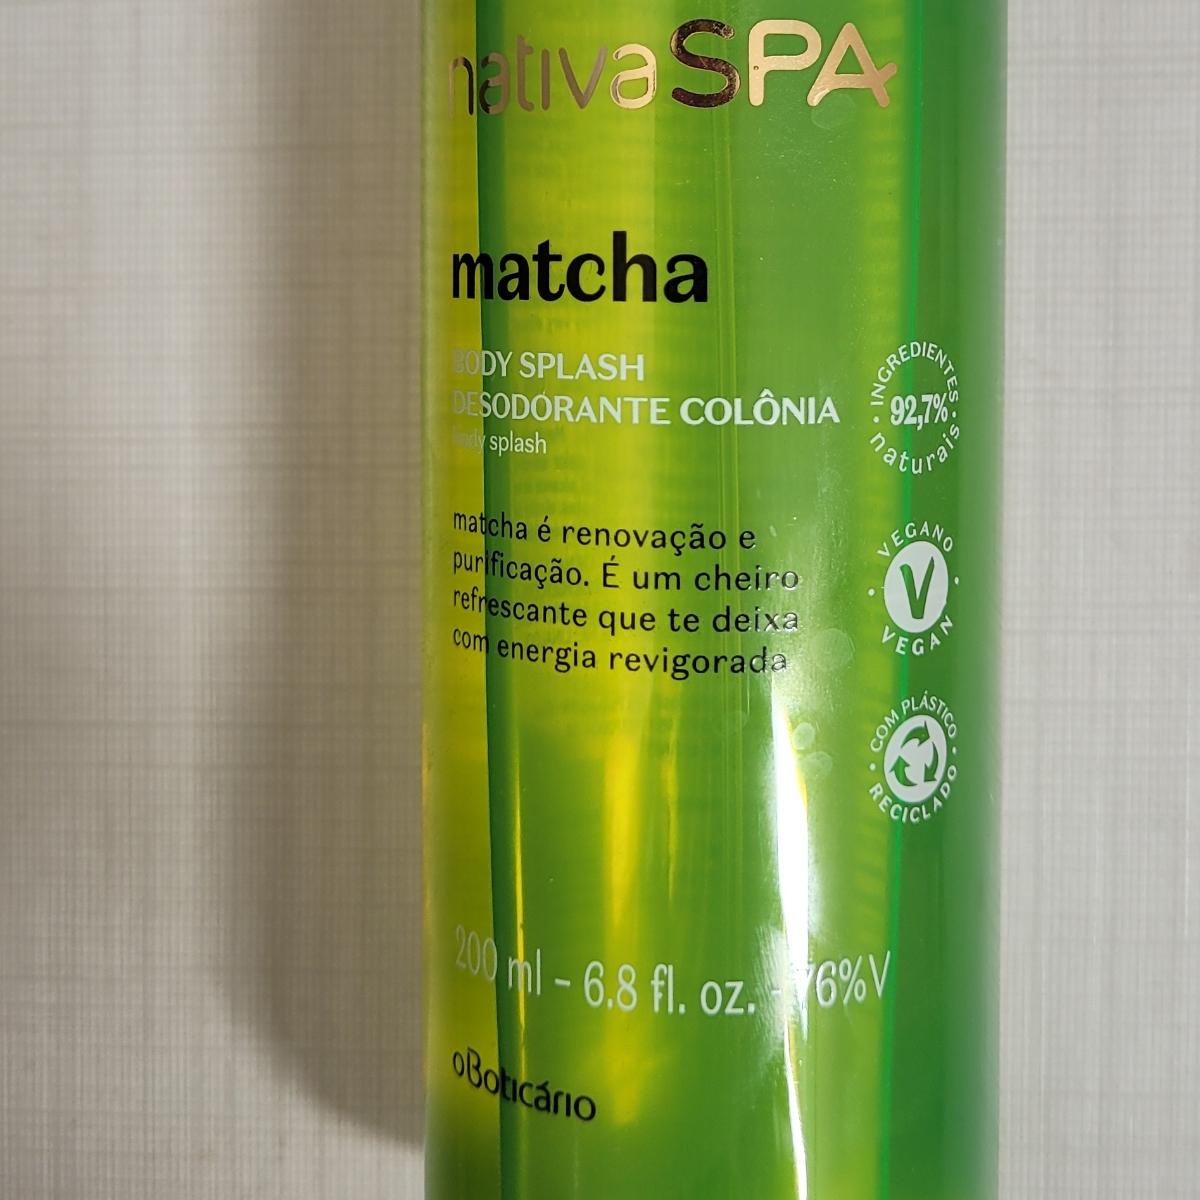 nativaSPA
matcha
BODY SPLASH
DESODORANTE COLÔNIA
body splash
matcha é renovação e
purificação. É um cheiro
refrescante que te deixa
com energia revigorada
INGREDIENTES
92,7%
naturais
VEGANO
V
VEGAN
COM PLÁSTICO
RECICLADO
200 ml - 6.8 fl. oz. - 76%V
oBoticário